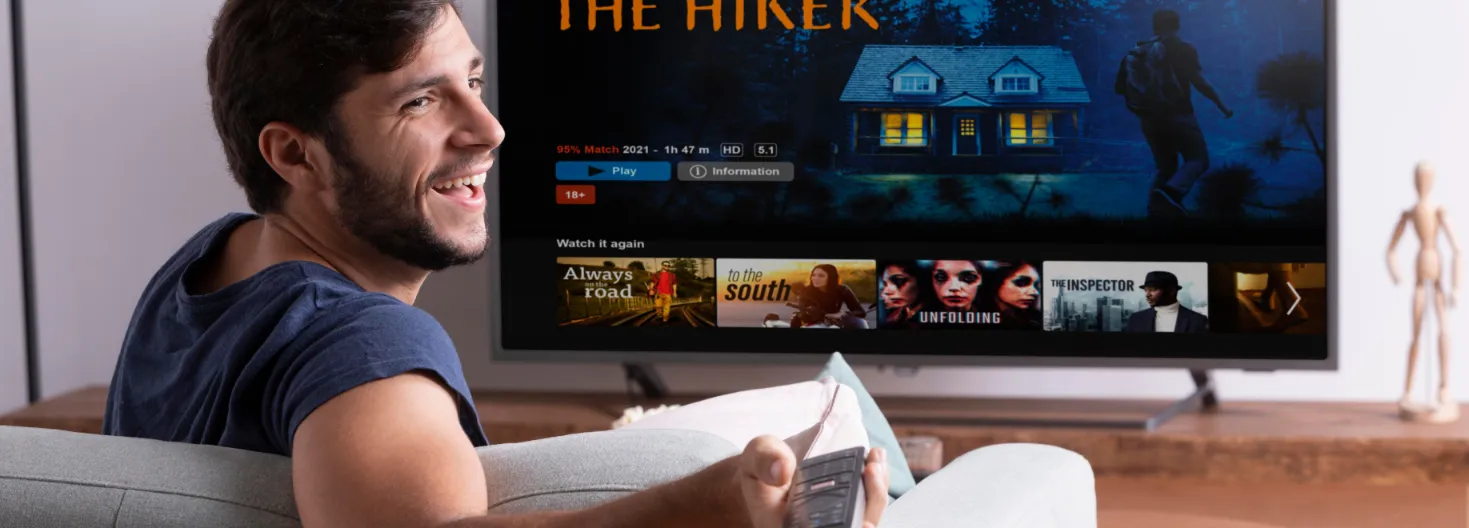 THE HIKER
95% Match 2021 - 1h 47 m HD 5.1
Play Information
18+
Watch it again
Always
on the
road
to the
south
UNFOLDING
THE INSPECTOR